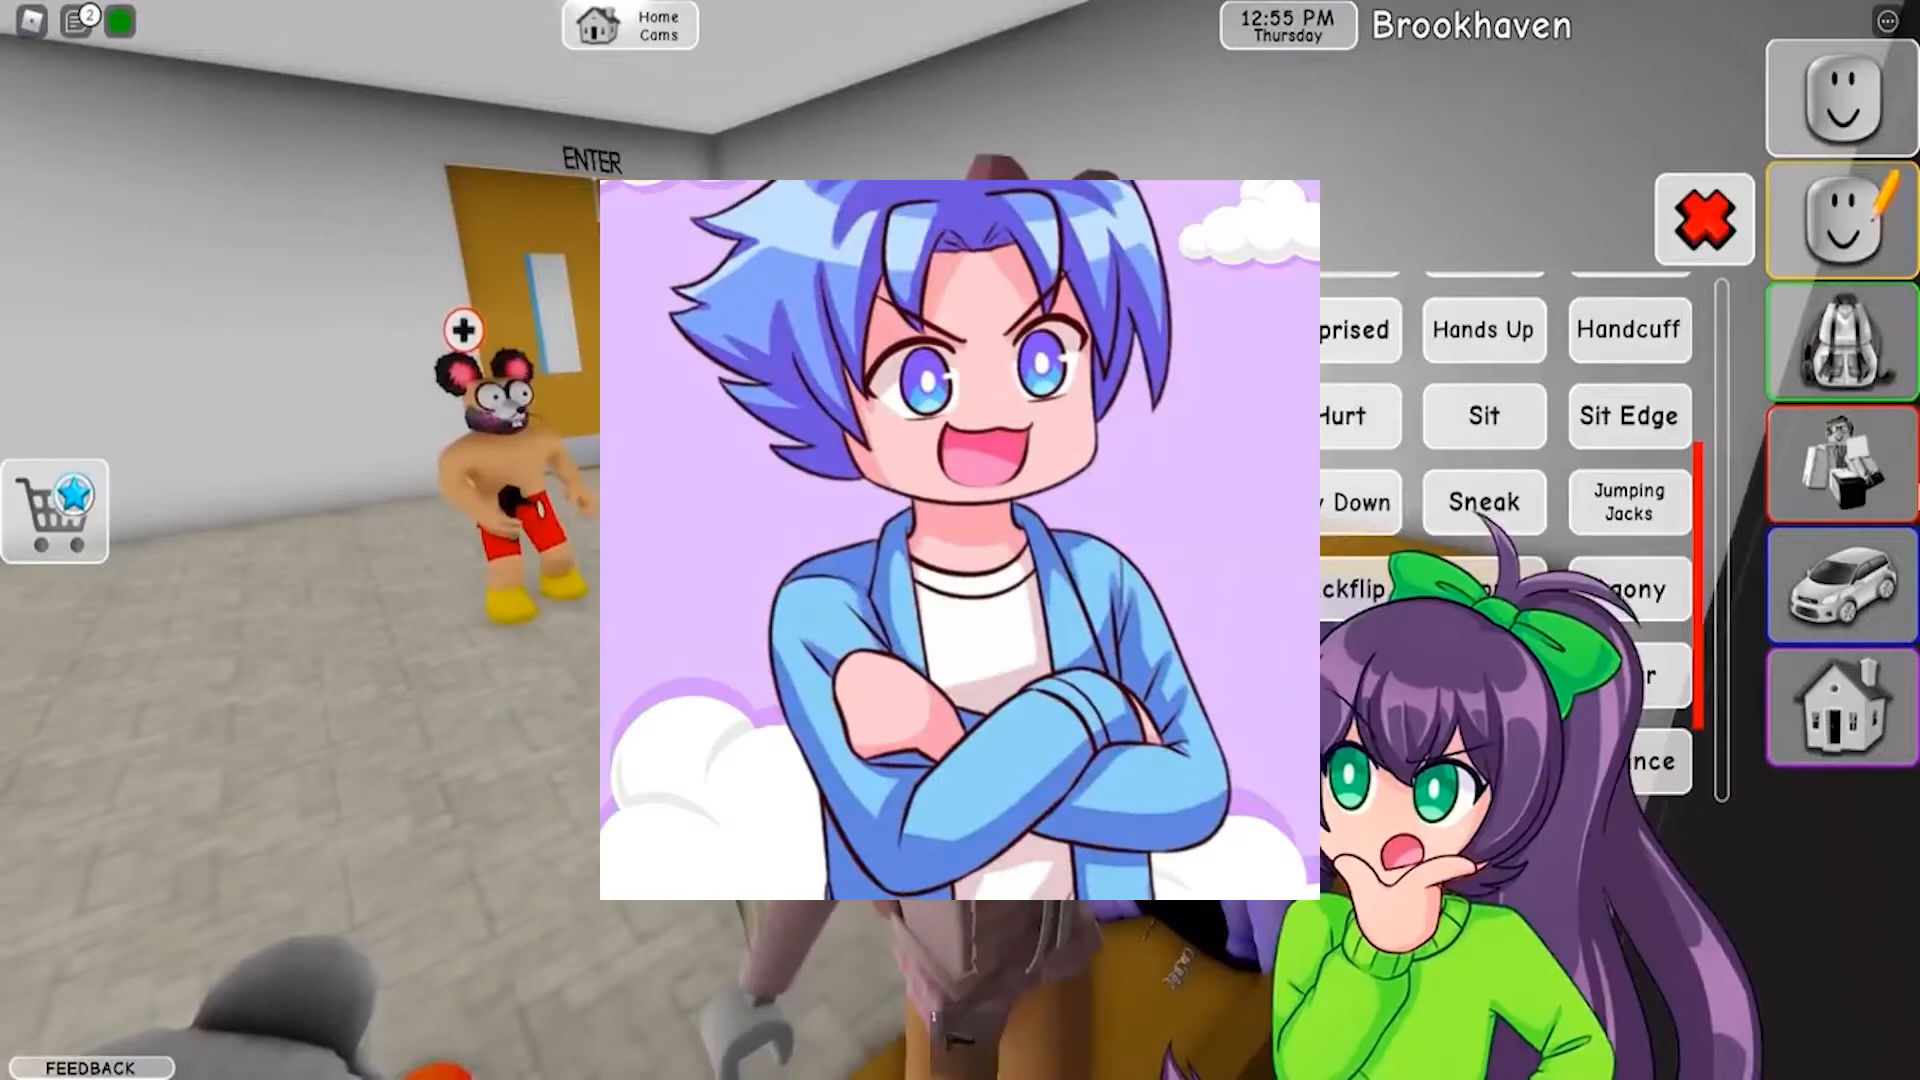 2
Home
Cams
12:55 PM
Thursday
Brookhaven
ENTER
prised
Hands Up
Handcuff
Hurt
Sit
Sit Edge
Down
Sneak
Jumping
Jacks
ckflip
gony
r
nce
FEEDBACK